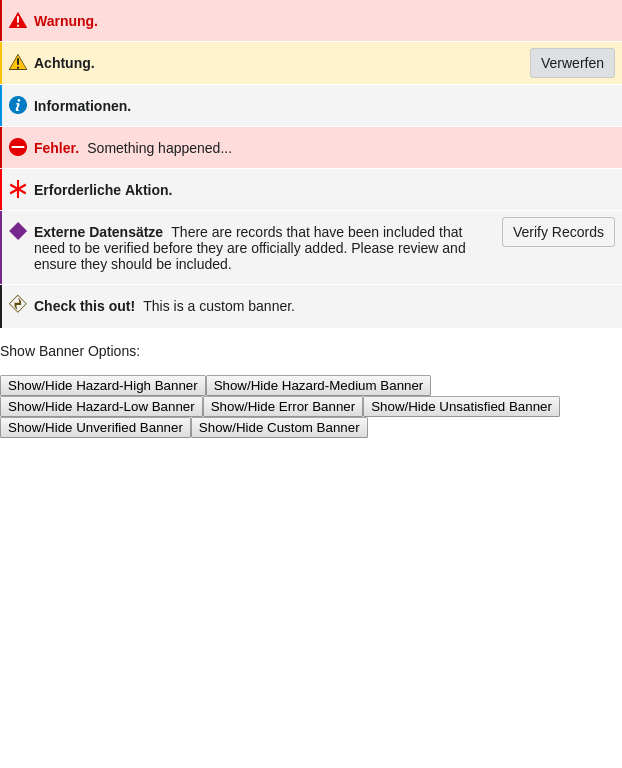 Warnung.
Achtung. Verwerfen
Informationen.
Fehler. Something happened...
Erforderliche Aktion.
Externe Datensätze There are records that have been included that Verify Records
need to be verified before they are officially added. Please review and
ensure they should be included.
Check this out! This is a custom banner.
Show Banner Options:
Show/Hide Hazard-High Banner Show/Hide Hazard-Medium Banner
Show/Hide Hazard-Low Banner Show/Hide Error Banner Show/Hide Unsatisfied Banner
Show/Hide Unverified Banner Show/Hide Custom Banner